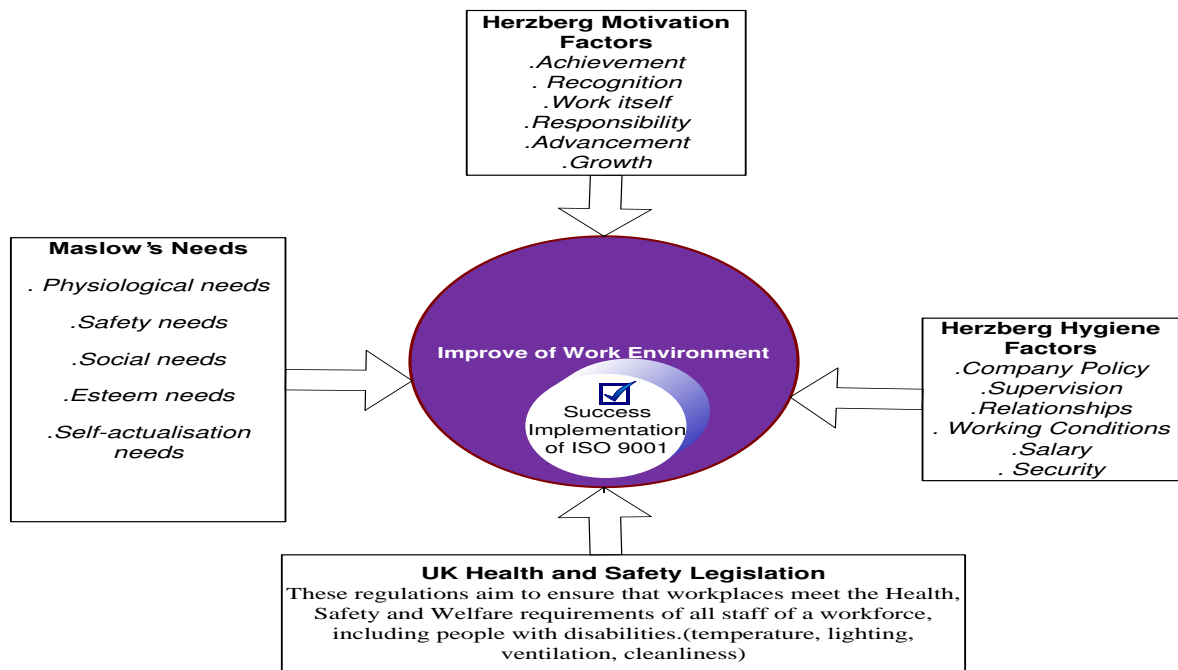 Herzberg Motivation
Factors
.Achievement
. Recognition
.Work itself
.Responsibility
.Advancement
.Growth
Maslow's Needs
. Physiological needs
.Safety needs
.Social needs
.Esteem needs
.Self-actualisation
needs
Improve of Work Environment
Success
Implementation
of ISO 9001
Herzberg Hygiene
Factors
.Company Policy
.Supervision
.Relationships
. Working Conditions
.Salary
. Security
UK Health and Safety Legislation
These regulations aim to ensure that workplaces meet the Health,
Safety and Welfare requirements of all staff of a workforce,
including people with disabilities.(temperature, lighting,
ventilation, cleanliness)